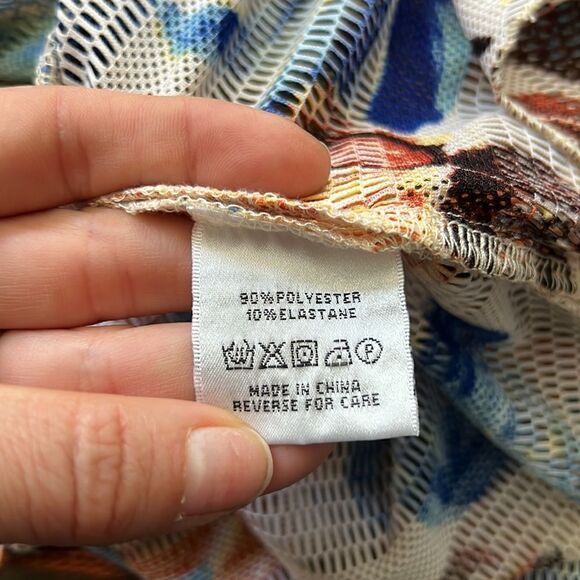 90%POLYESTER
10%ELASTANE
P
MADE IN CHINA
REVERSE FOR CARE